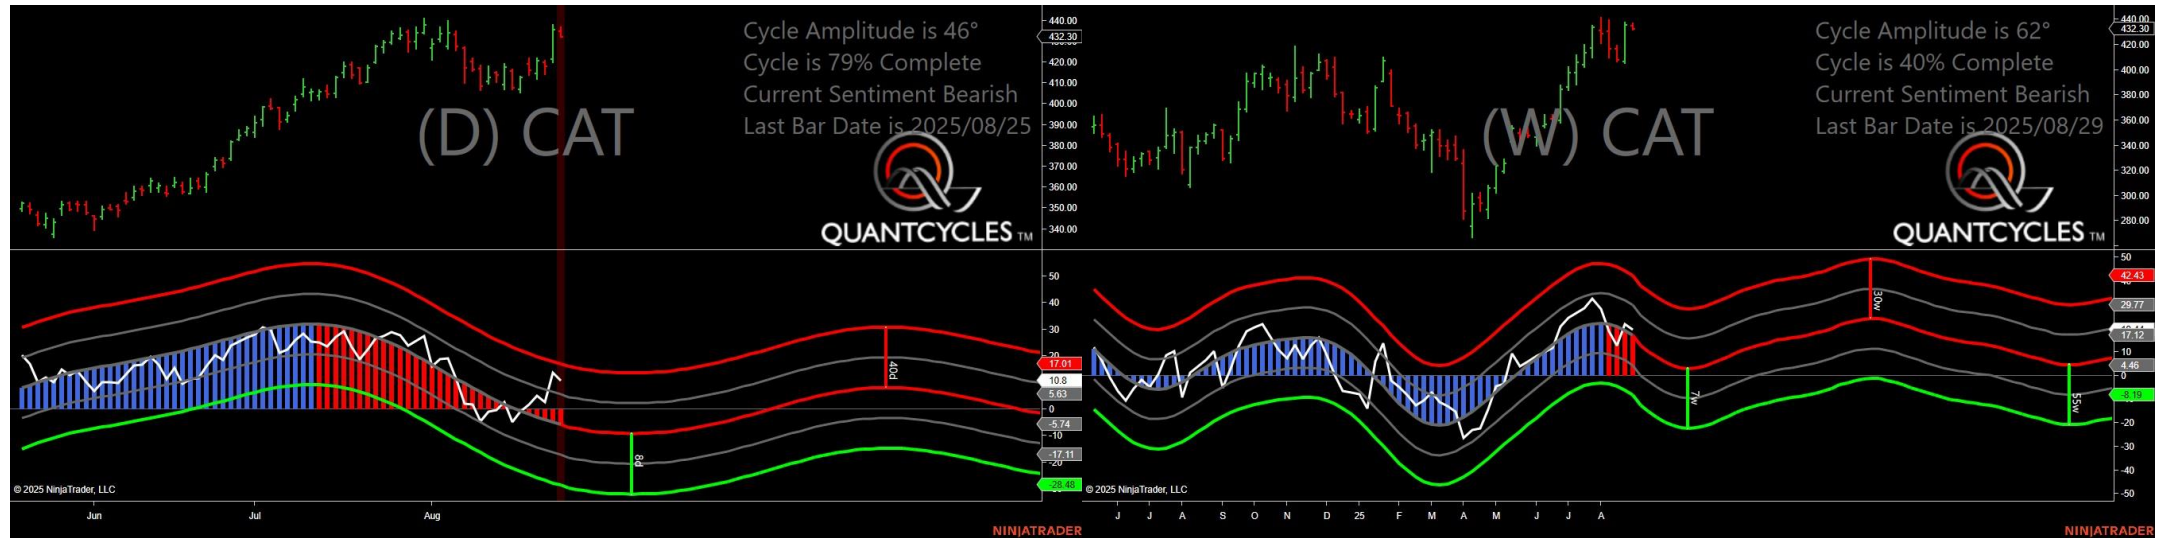 Cycle Amplitude is 46°
Cycle is 79% Complete
Current Sentiment Bearish
Last Bar Date is 2025/08/25
(D) CAT
QUANTCYCLES TM
440.00
432.30
420.00
410.00
400.00
390.00
380.00
370.00
360.00
350.00
340.00
50
40
30
20
17.01
10.8
5.63
0
-5.74
-10
-17.11
-20
-28.48
40d
8d
© 2025 NinjaTrader, LLC
Jun
Jul
Aug
NINJATRADER
Cycle Amplitude is 62°
Cycle is 40% Complete
Current Sentiment Bearish
Last Bar Date is 2025/08/29
(W) CAT
QUANTCYCLES TM
440.00
432.30
420.00
400.00
380.00
360.00
340.00
320.00
300.00
280.00
50
42.43
29.77
17.12
10
4.46
0
-8.19
-20
-30
-40
-50
30w
7w
55w
© 2025 NinjaTrader, LLC
J J A S O N D 25 F M A M J J A
NINJATRADER